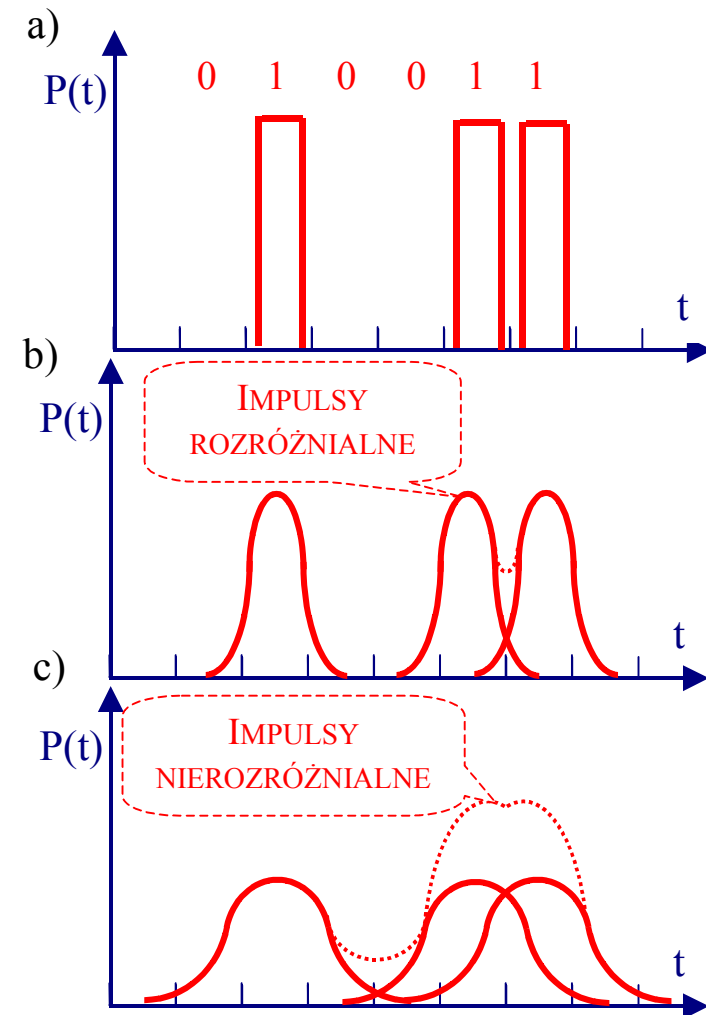 a)
P(t)
0 1 0 0 1 1
t
b)
P(t)
IMPULSY
ROZRÓŻNIALNE
t
c)
P(t)
IMPULSY
NIEROZRÓŻNIALNE
t